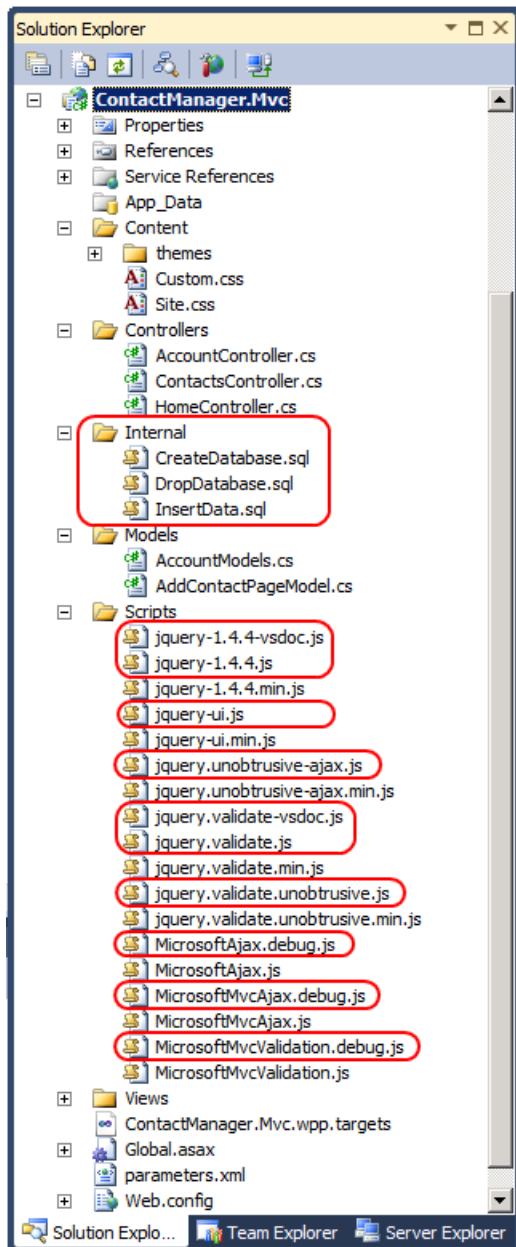 Solution Explorer
ContactManager.Mvc
Properties
References
Service References
App_Data
Content
themes
Custom.css
Site.css
Controllers
AccountController.cs
ContactsController.cs
HomeController.cs
Internal
CreateDatabase.sql
DropDatabase.sql
InsertData.sql
Models
AccountModels.cs
AddContactPageModel.cs
Scripts
jquery-1.4.4-vsdoc.js
jquery-1.4.4.js
jquery-1.4.4.min.js
jquery-ui.js
jquery-ui.min.js
jquery.unobtrusive-ajax.js
jquery.unobtrusive-ajax.min.js
jquery.validate-vsdoc.js
jquery.validate.js
jquery.validate.min.js
jquery.validate.unobtrusive.js
jquery.validate.unobtrusive.min.js
MicrosoftAjax.debug.js
MicrosoftAjax.js
MicrosoftMvcAjax.debug.js
MicrosoftMvcAjax.js
MicrosoftMvcValidation.debug.js
MicrosoftMvcValidation.js
Views
ContactManager.Mvc.wpp.targets
Global.asax
parameters.xml
Web.config
Solution Explo... Team Explorer Server Explorer